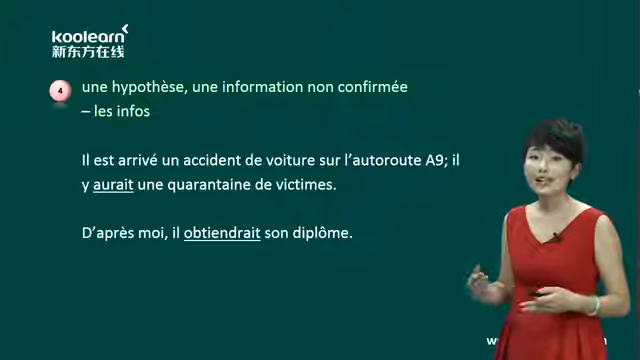 koolearn
新东方在线
4
une hypothèse, une information non confirmée
– les infos
Il est arrivé un accident de voiture sur l'autoroute A9; il
y aurait une quarantaine de victimes.
D'après moi, il obtiendrait son diplôme.